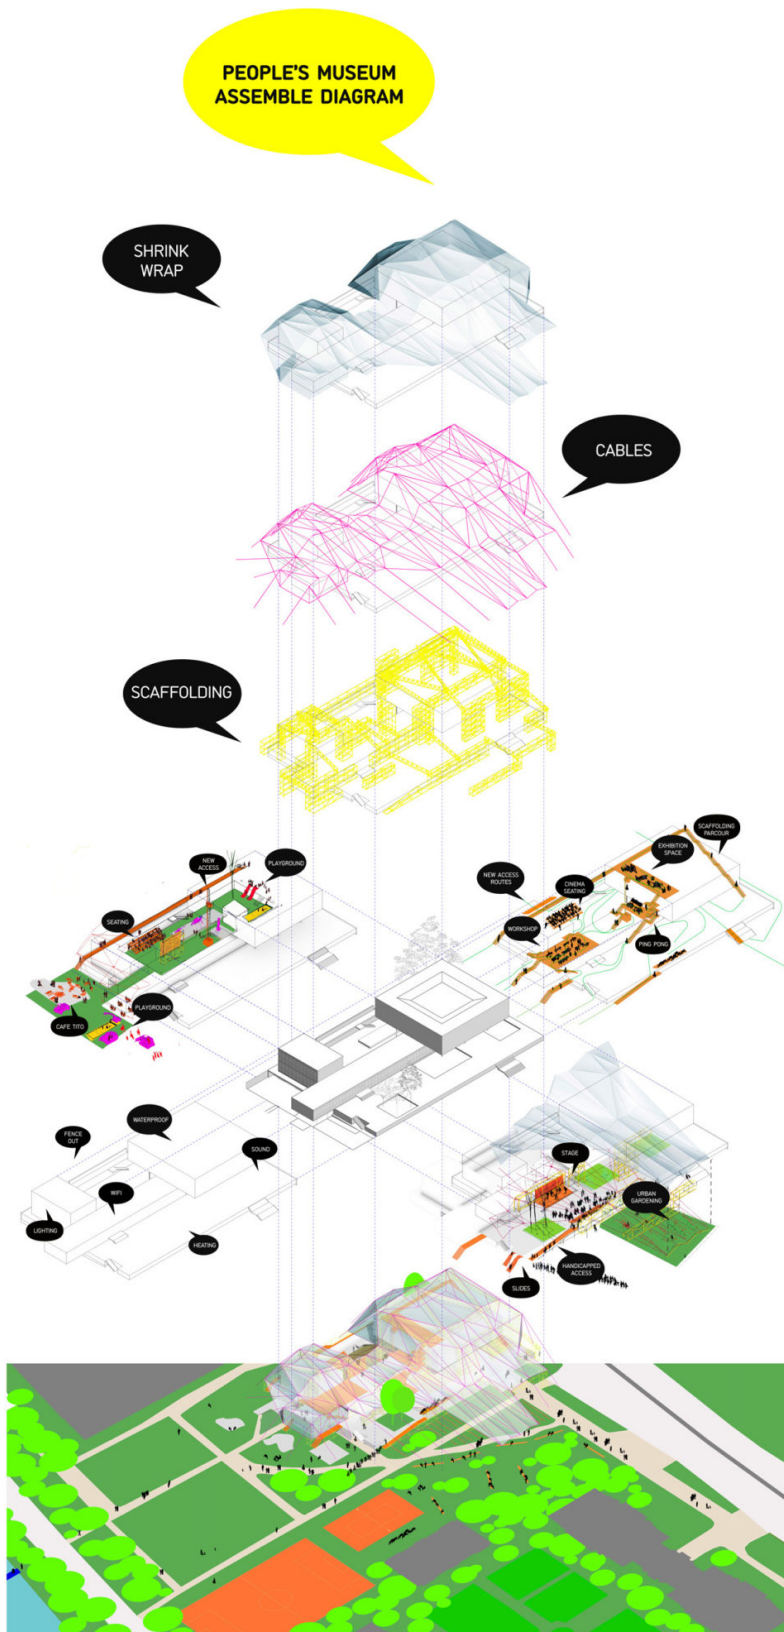 PEOPLE'S MUSEUM
ASSEMBLE DIAGRAM
SHRINK
WRAP
CABLES
SCAFFOLDING
NEW
ACCESS
PLAYGROUND
SEATING
CAFE TITO
PLAYGROUND
SCAFFOLDING
PARCOUR
EXHIBITION
SPACE
CINEMA
SEATING
NEW ACCESS
ROUTES
WORKSHOP
PING PONG
WATERPROOF
FENCE
OUT
SOUND
WIFI
LIGHTING
HEATING
STAGE
URBAN
GARDENING
HANDICAPPED
ACCESS
SLIDES